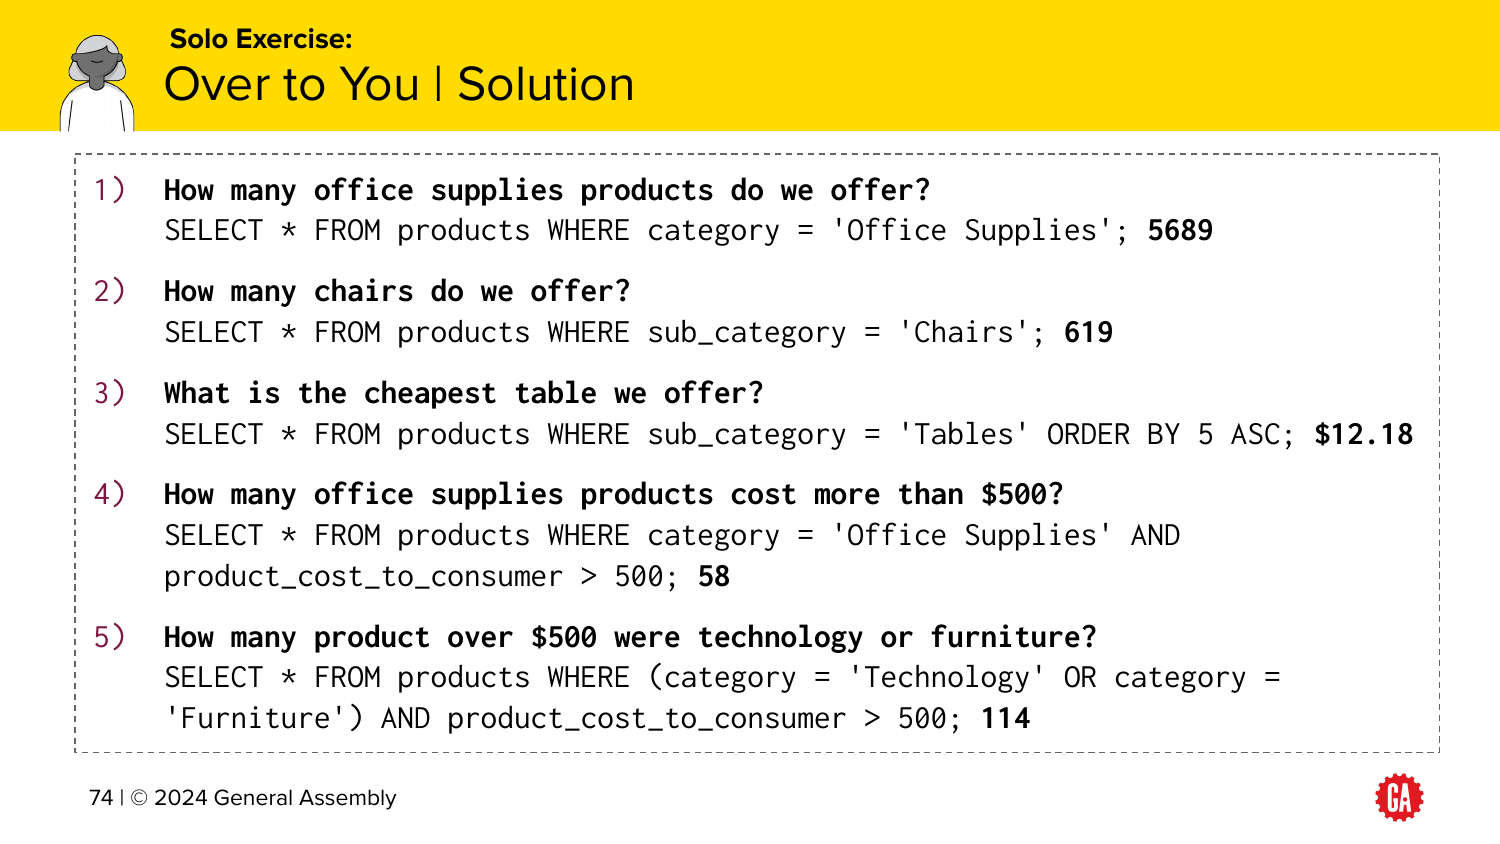 Solo Exercise:
Over to You | Solution
1) How many office supplies products do we offer?
SELECT * FROM products WHERE category = 'Office Supplies'; 5689
2) How many chairs do we offer?
SELECT * FROM products WHERE sub_category = 'Chairs'; 619
3) What is the cheapest table we offer?
SELECT * FROM products WHERE sub_category = 'Tables' ORDER BY 5 ASC; $12.18
4) How many office supplies products cost more than $500?
SELECT * FROM products WHERE category = 'Office Supplies' AND
product_cost_to_consumer > 500; 58
5) How many product over $500 were technology or furniture?
SELECT * FROM products WHERE (category = 'Technology' OR category =
'Furniture') AND product_cost_to_consumer > 500; 114
74 | © 2024 General Assembly
GA